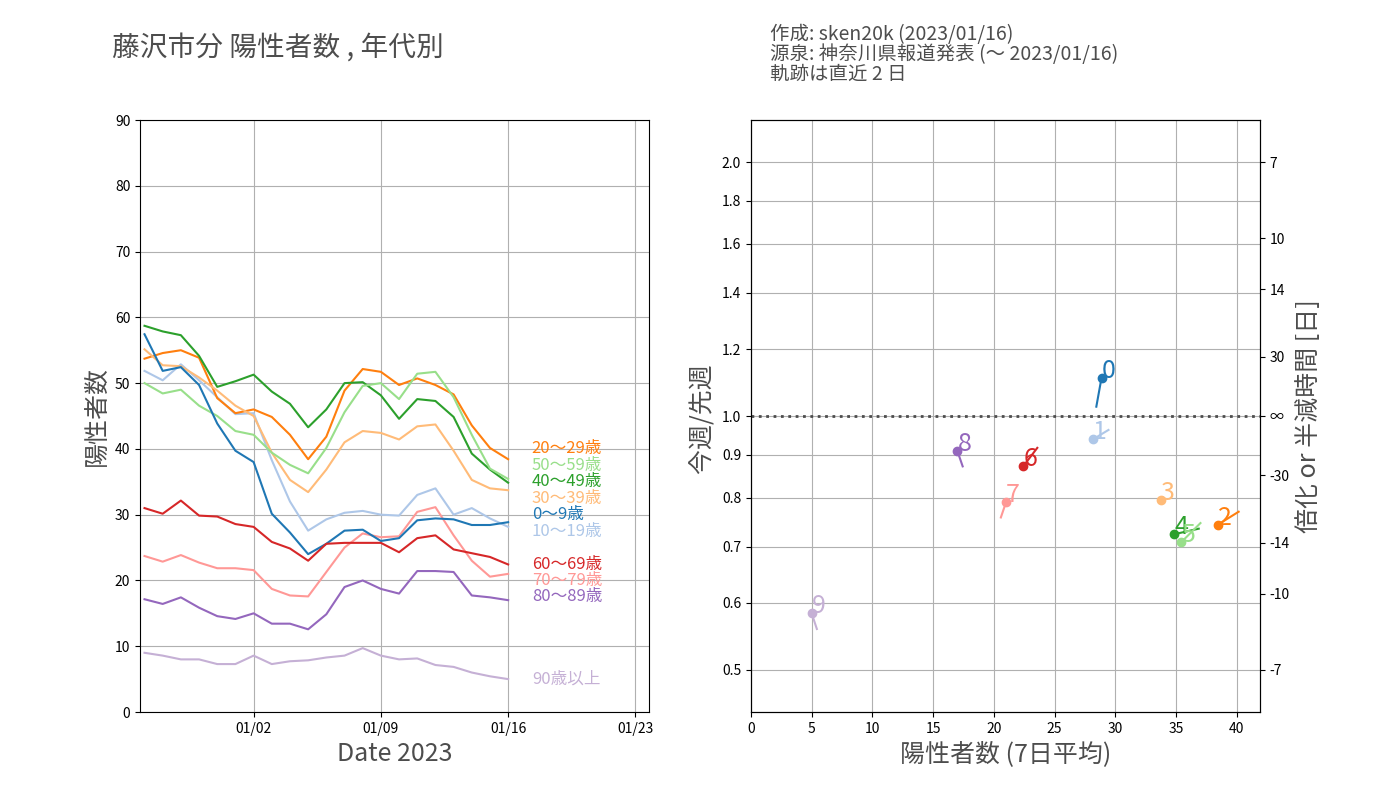 藤沢市分 陽性者数 , 年代別
作成: sken20k (2023/01/16)
源泉: 神奈川県報道発表 (～ 2023/01/16)
軌跡は直近 2 日
陽性者数
90
80
70
60
50
40
30
20
10
0
20～29歳
50～59歳
40～49歳
30～39歳
0～9歳
10～19歳
60～69歳
70～79歳
80～89歳
90歳以上
01/02 01/09 01/16 01/23
Date 2023
今週/先週
2.0
1.8
1.6
1.4
1.2
1.0
0.9
0.8
0.7
0.6
0.5
0
1
8
6
7
3
2
4
5
9
7
10
14
30
∞
-30
-14
-10
-7
倍化 or 半減時間 [日]
0 5 10 15 20 25 30 35 40
陽性者数 (7日平均)